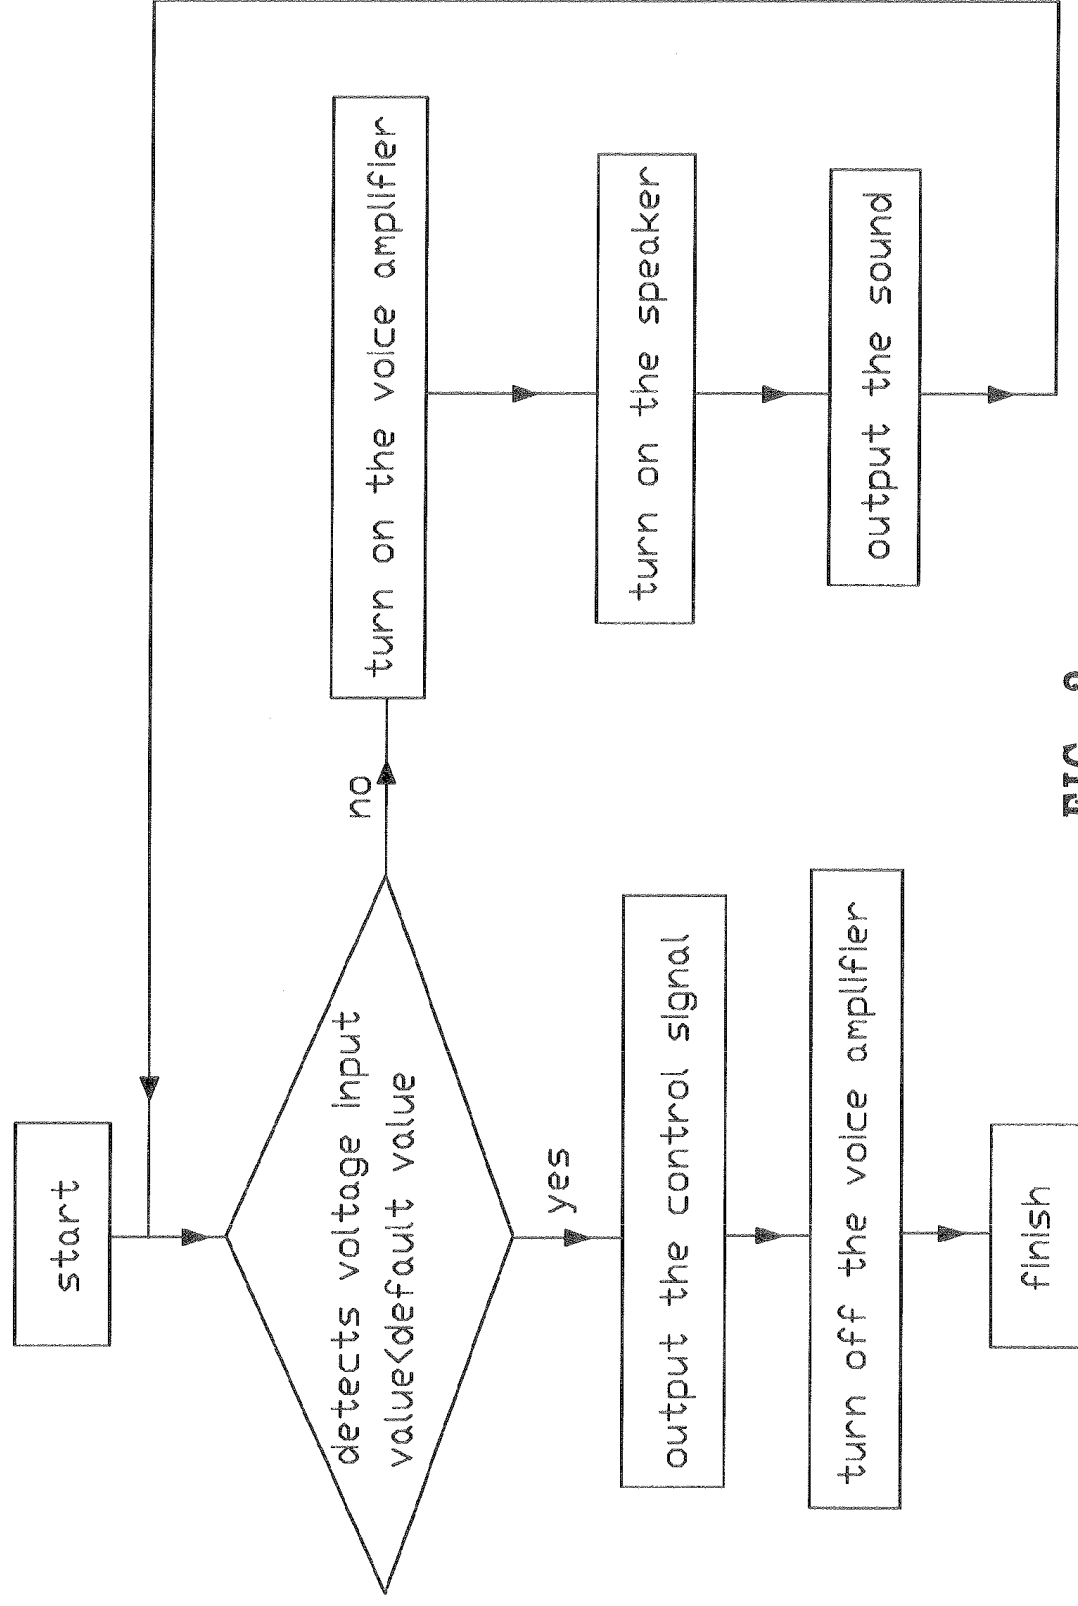 start
detects voltage input
value<default value
no
turn on the voice amplifier
yes
output the control signal
turn on the speaker
turn off the voice amplifier
output the sound
finish